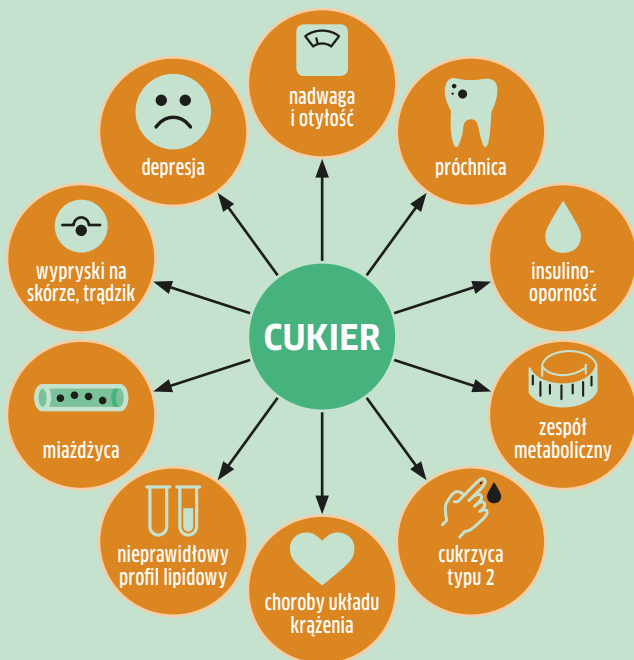 nadwaga
i otyłość
próchnica
insulino-
oporność
zespół
metaboliczny
cukrzyca
typu 2
choroby układu
krążenia
nieprawidłowy
profil lipidowy
miażdżyca
wypryski na
skórze, trądzik
depresja
CUKIER